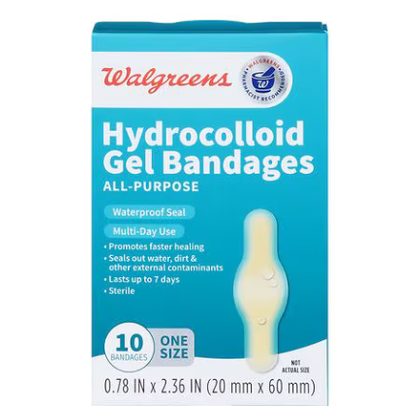 Walgreens
WALGREENS
PHARMACIST RECOMMENDED
W
Hydrocolloid
Gel Bandages
ALL-PURPOSE
Waterproof Seal
Multi-Day Use
• Promotes faster healing
• Seals out water, dirt &
other external contaminants
• Lasts up to 7 days
• Sterile
10
BANDAGES
ONE
SIZE
NOT
ACTUAL SIZE
0.78 IN x 2.36 IN (20 mm x 60 mm)